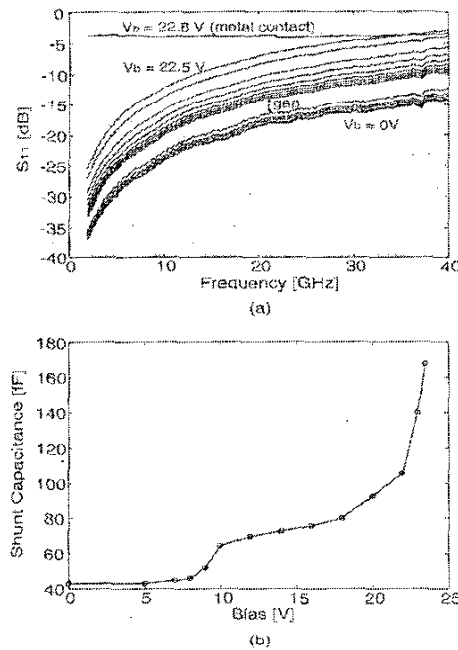 0
-5
-10
-15
-20
-25
-30
-35
-40
S11 [dB]
Vb = 22.8 V (metal contact)
Vb = 22.5 V
{gap
Vb = 0V
0 10 20 30 40
Frequency [GHz]
(a)
180
160
140
120
100
80
60
40
Shunt Capacitance [fF]
0 5 10 15 20 25
Bias [V]
(b)